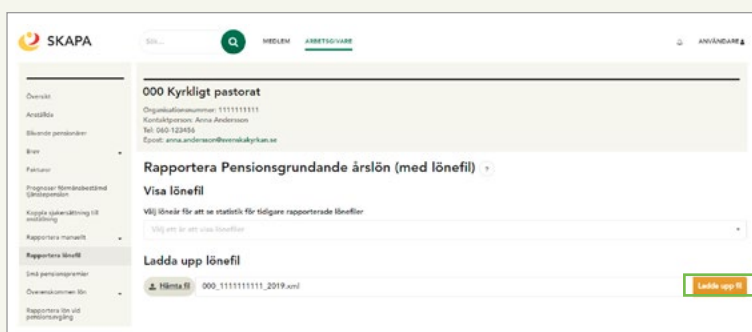 SKAPA
Sök...
MEDLEM
ARBETSGIVARE
ANVÄNDARE
Översikt
Anställda
Blivande pensionärer
Brev
Fakturor
Prognoser förmånsbestämd
tjänstepension
Koppla sjukersättning till
anställning
Rapportera manuellt
Rapportera lönefil
Små pensionspremier
Överenskommen lön
Rapportera lön vid
pensionsavgång
000 Kyrkligt pastorat
Organisationsnummer: 1111111111
Kontaktperson: Anna Andersson
Tel: 060-123456
Epost: anna.andersson@svenskakyrkan.se
Rapportera Pensionsgrundande årslön (med lönefil) ?
Visa lönefil
Välj löneår för att se statistik för tidigare rapporterade lönefiler
Välj ett år att visa lönefiler
Ladda upp lönefil
Hämta fil
000_1111111111_2019.xml
Ladda upp fil